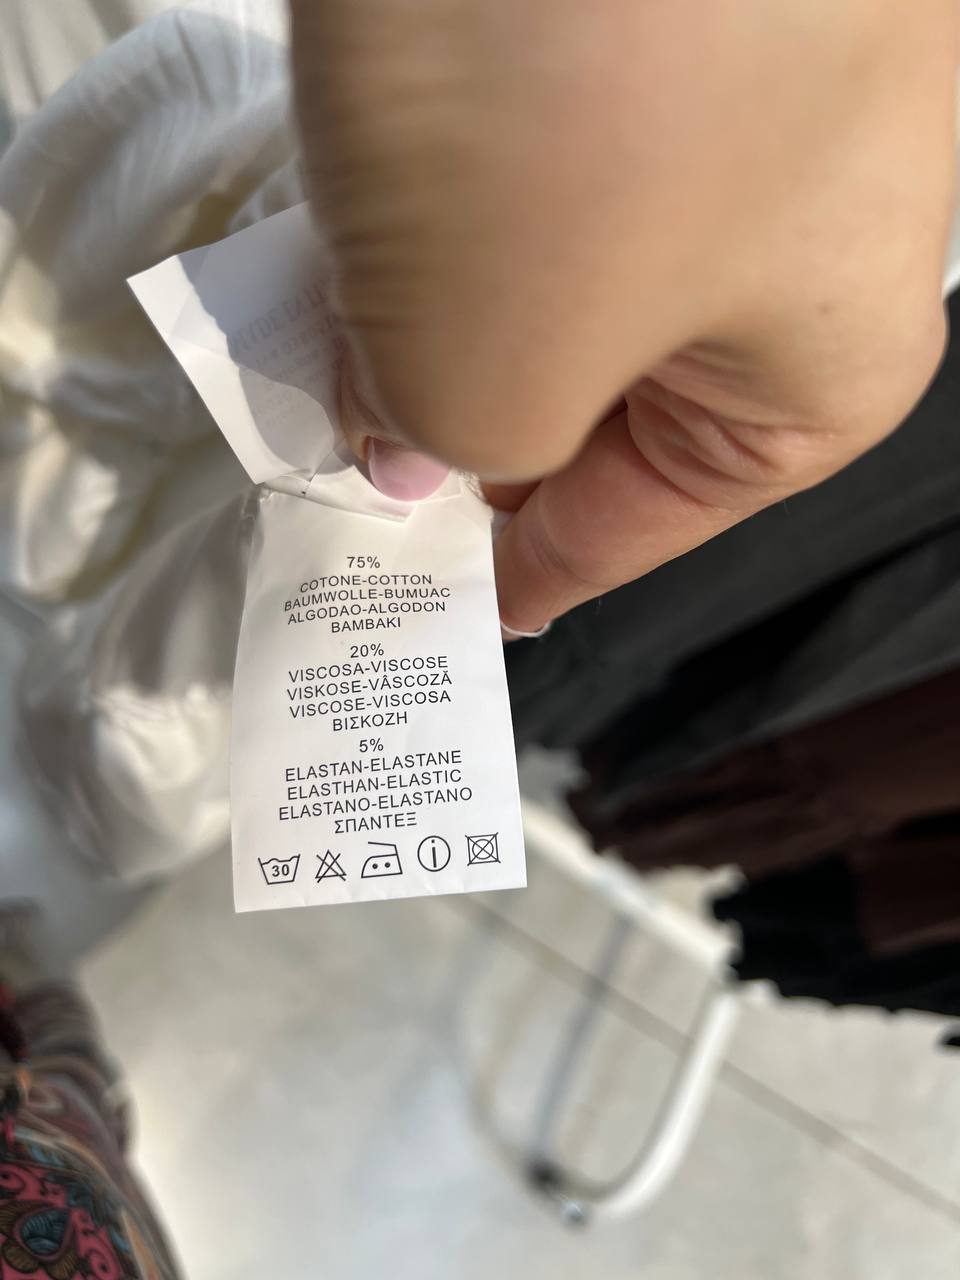 75%
COTONE-COTTON
BAUMWOLLE-BUMUAC
ALGODAO-ALGODON
BAMBAKI
20%
VISCOSA-VISCOSE
VISKOSE-VÂSCOZĂ
VISCOSE-VISCOSA
ΒΙΣΚΟΖΗ
5%
ELASTAN-ELASTANE
ELASTHAN-ELASTIC
ELASTANO-ELASTANO
ΣΠΑΝΤΕΞ
30